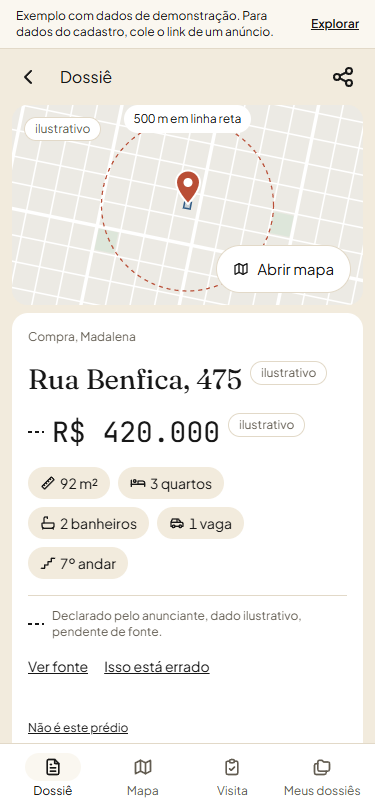 Exemplo com dados de demonstração. Para
dados do cadastro, cole o link de um anúncio.
Explorar
Dossiê
ilustrativo
500 m em linha reta
Abrir mapa
Compra, Madalena
Rua Benfica, 475
ilustrativo
R$ 420.000
ilustrativo
92 m²
3 quartos
2 banheiros
1 vaga
7º andar
Declarado pelo anunciante, dado ilustrativo,
pendente de fonte.
Ver fonte
Isso está errado
Não é este prédio
Dossiê
Mapa
Visita
Meus dossiês